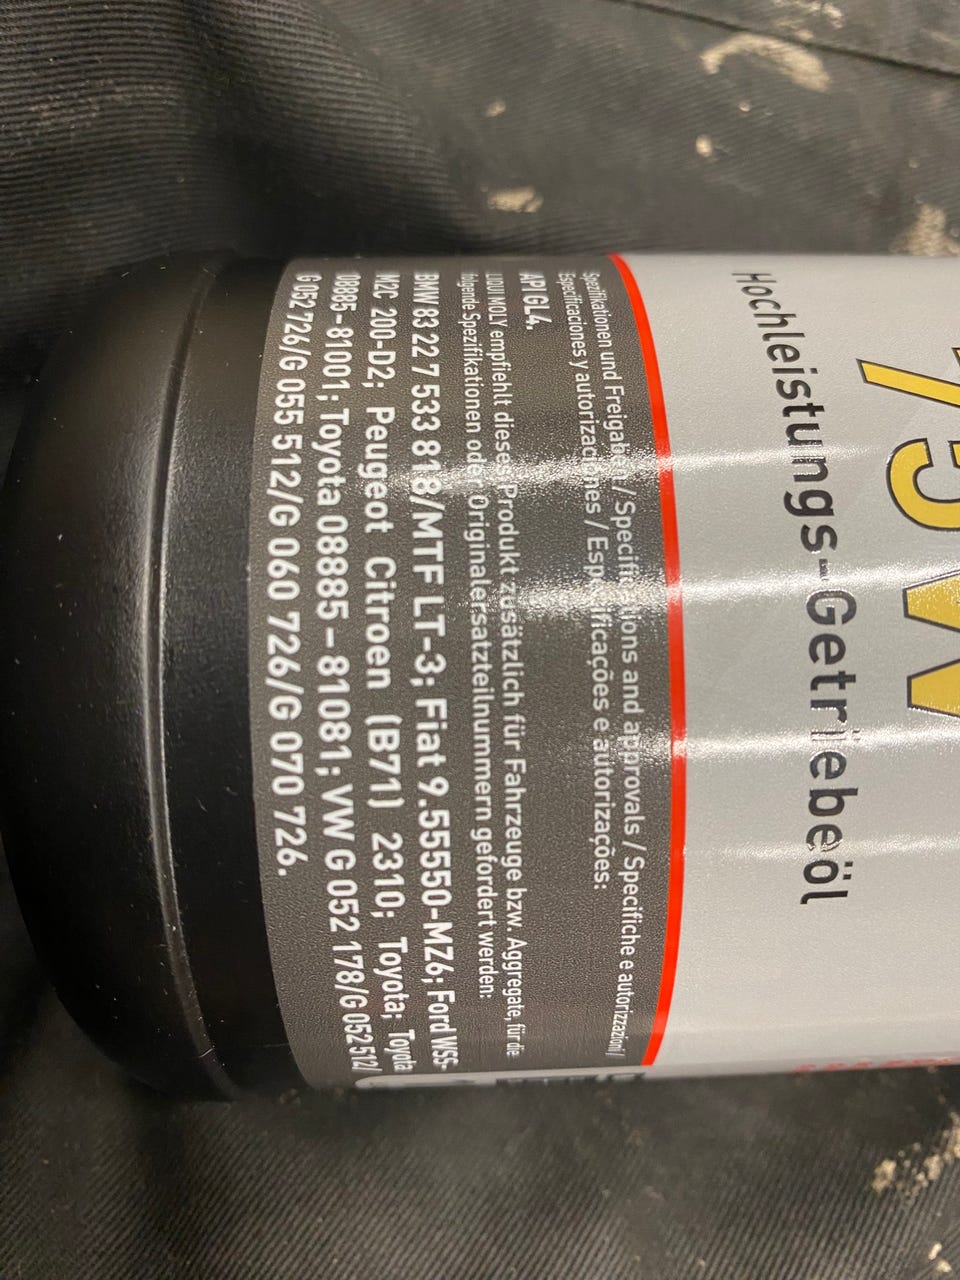 75W
Hochleistungs-Getriebeöl
Spezifikationen und Freigaben / Specifications and approvals / Specifiche e autorizzazioni/
Especificaciones y autorizaciones / Especificações e autorizações:
API GL4.
LIQUI MOLY empfiehlt dieses Produkt zusätzlich für Fahrzeuge bzw. Aggregate, für die
folgende Spezifikationen oder Originalersatzteilnummern gefordert werden:
BMW 83 22 7 533 818/MTF LT-3; Fiat 9.55550-MZ6; Ford WSS-
M2C 200-D2; Peugeot Citroen (B71) 2310; Toyota; Toyota
08885-81001; Toyota 08885-81081; VW G 052 178/G 052 512/
G 052 726/G 055 512/G 060 726/G 070 726.